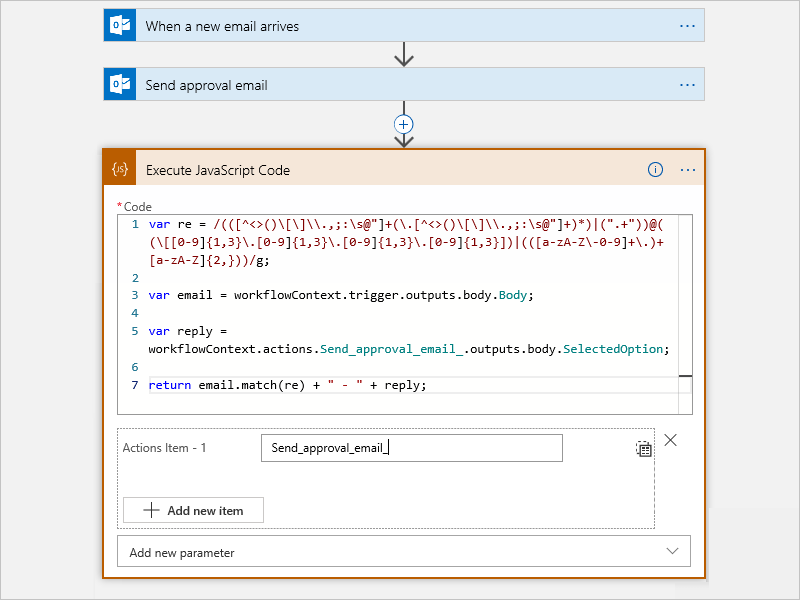 When a new email arrives
Send approval email
{JS} Execute JavaScript Code
* Code
1 var re = /(([^<>()\[\]\\.,;:\s@"]+(\.[^<>()\[\]\\.,;:\s@"]+)*)|(".+"))@(
(\[[0-9]{1,3}\.[0-9]{1,3}\.[0-9]{1,3}\.[0-9]{1,3}])|(([a-zA-Z\-0-9]+\.)+
[a-zA-Z]{2,}))/g;
2
3 var email = workflowContext.trigger.outputs.body.Body;
4
5 var reply =
workflowContext.actions.Send_approval_email_.outputs.body.SelectedOption;
6
7 return email.match(re) + " - " + reply;
Actions Item - 1 Send_approval_email_
Add new item
Add new parameter